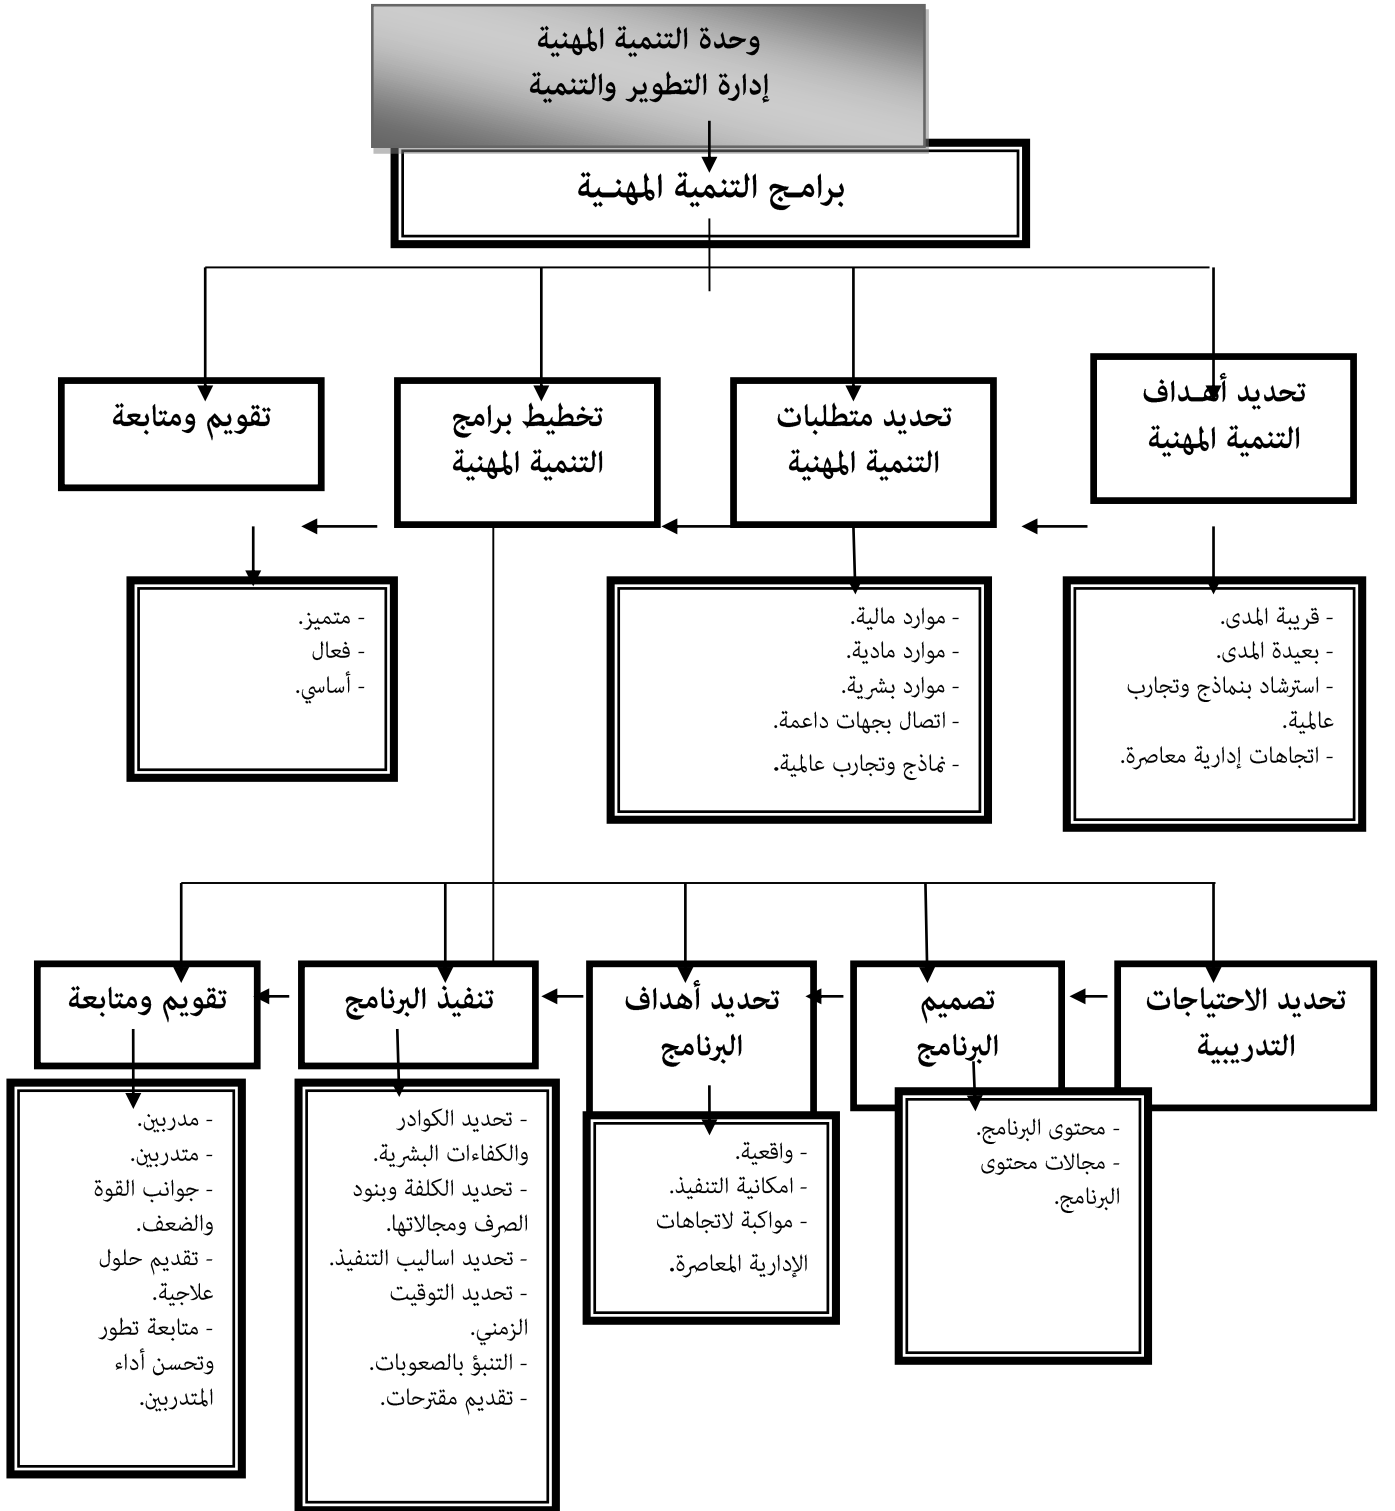 وحدة التنمية المهنية
إدارة التطوير والتنمية
برامـج التنمية المهنـية
تحديد أهـداف
التنمية المهنية
تحديد متطلبات
التنمية المهنية
تخطيط برامج
التنمية المهنية
تقويم ومتابعة
- قريبة المدى.
- بعيدة المدى.
- استرشاد بنماذج وتجارب
عالمية.
- اتجاهات إدارية معاصرة.
- موارد مالية.
- موارد مادية.
- موارد بشرية.
- اتصال بجهات داعمة.
- نماذج وتجارب عالمية.
- متميز.
- فعال
- أساسي.
تحديد الاحتياجات
التدريبية
تصميم
البرنامج
تحديد أهداف
البرنامج
تنفيذ البرنامج
تقويم ومتابعة
- محتوى البرنامج.
- مجالات محتوى
البرنامج.
- واقعية.
- امكانية التنفيذ.
- مواكبة لاتجاهات
الإدارية المعاصرة.
- تحديد الكوادر
والكفاءات البشرية.
- تحديد الكلفة وبنود
الصرف ومجالاتها.
- تحديد اساليب التنفيذ.
- تحديد التوقيت
الزمني.
- التنبؤ بالصعوبات.
- تقديم مقترحات.
- مدربين.
- متدربين.
- جوانب القوة
والضعف.
- تقديم حلول
علاجية.
- متابعة تطور
وتحسن أداء
المتدربين.